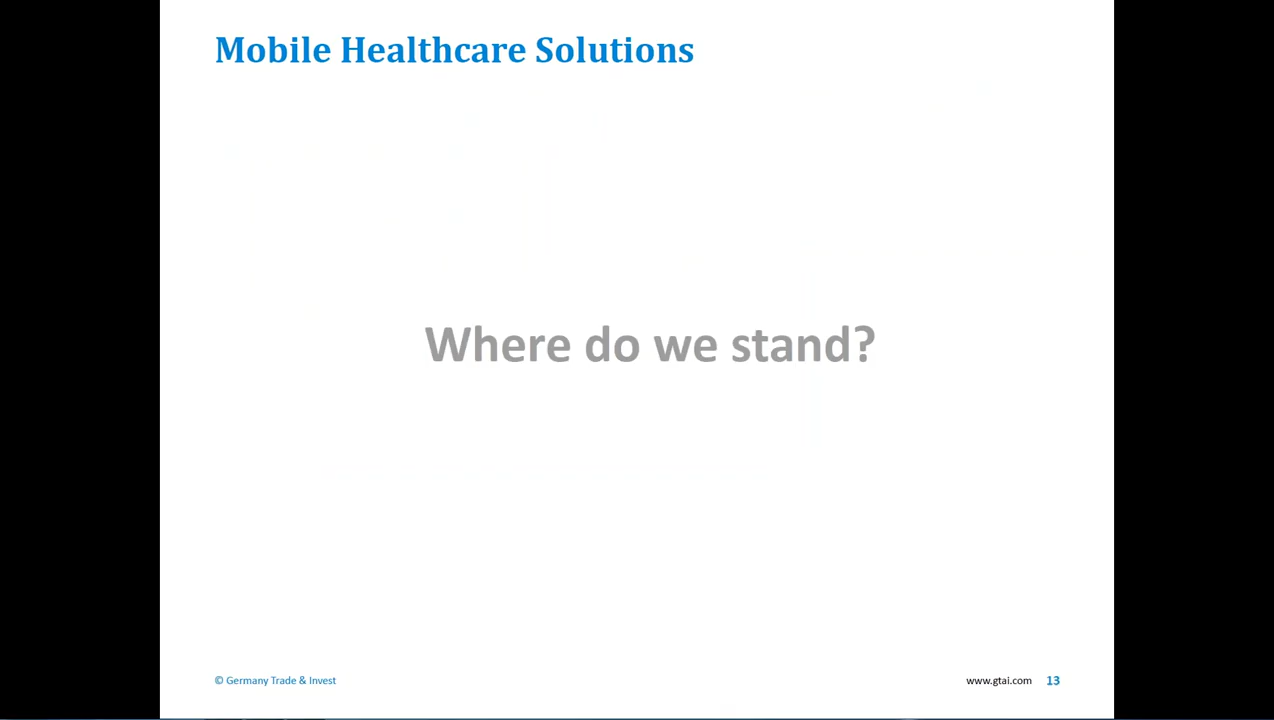 Mobile Healthcare Solutions
Where do we stand?
© Germany Trade & Invest
www.gtai.com 13